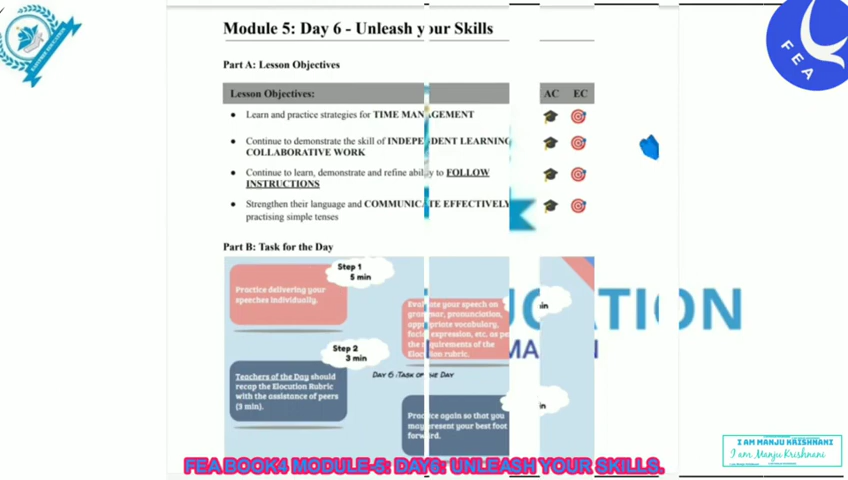 Module 5: Day 6 - Unleash your Skills
FEA
Part A: Lesson Objectives
Lesson Objectives: AC EC
Learn and practice strategies for TIME MANAGEMENT
Continue to demonstrate the skill of INDEPENDENT LEARNING
COLLABORATIVE WORK
Continue to learn, demonstrate and refine ability to FOLLOW
INSTRUCTIONS
Strengthen their language and COMMUNICATE EFFECTIVELY
practising simple tenses
Part B: Task for the Day
Step 1
5 min
Practice delivering your
speeches individually.
Evaluate your speech on
grammar, pronunciation,
appropriate vocabulary,
facial expression, etc. as pe
the requirements of the
Elocution rubric.
in
CATION
MA N
Step 2
3 min
Teachers of the Day should
recap the Elocution Rubric
with the assistance of peers
(3 min).
Day 6 :Task of the Day
in
Practice again so that you
may present your best foot
forward.
I AM MANJU KRISHNANI
I am Manju Krishnani
FEA BOOK4 MODULE-5: DAY6: UNLEASH YOUR SKILLS.